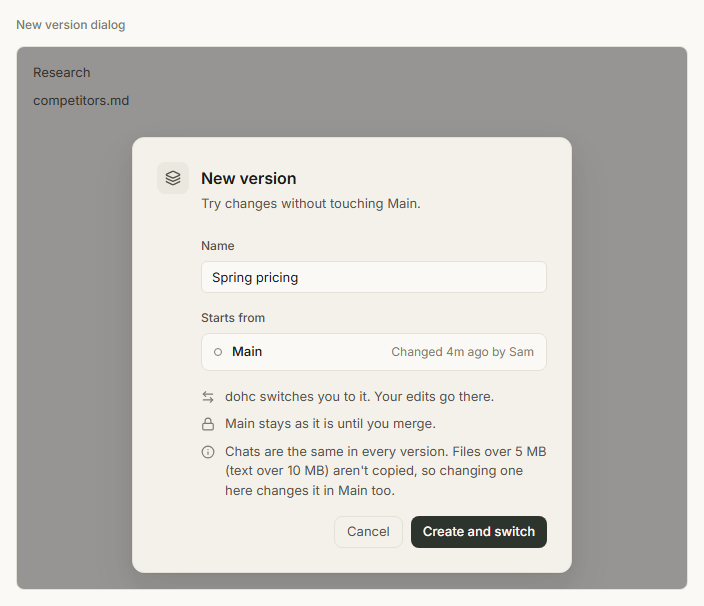 New version dialog
Research
competitors.md
New version
Try changes without touching Main.
Name
Spring pricing
Starts from
Main Changed 4m ago by Sam
dohc switches you to it. Your edits go there.
Main stays as it is until you merge.
Chats are the same in every version. Files over 5 MB
(text over 10 MB) aren't copied, so changing one
here changes it in Main too.
Cancel Create and switch